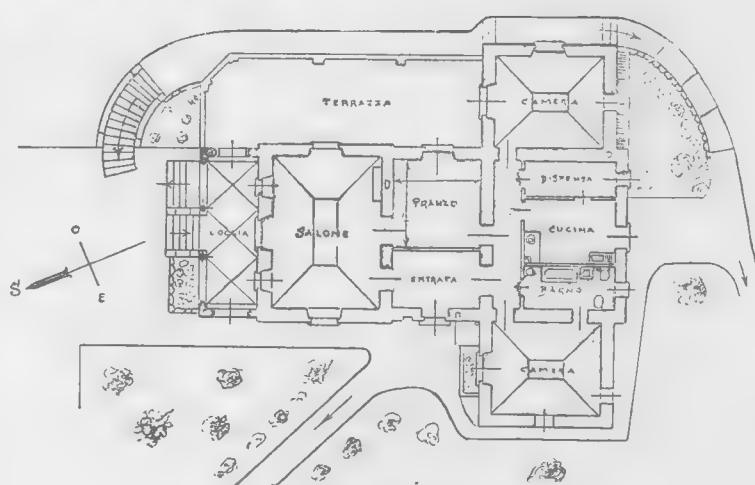 TERRAZZA
CAMERA
DISPENSA
PRANZO
LOGGIA
SALONE
CUCINA
O
S
E
ENTRATA
BAGNO
CAMERA